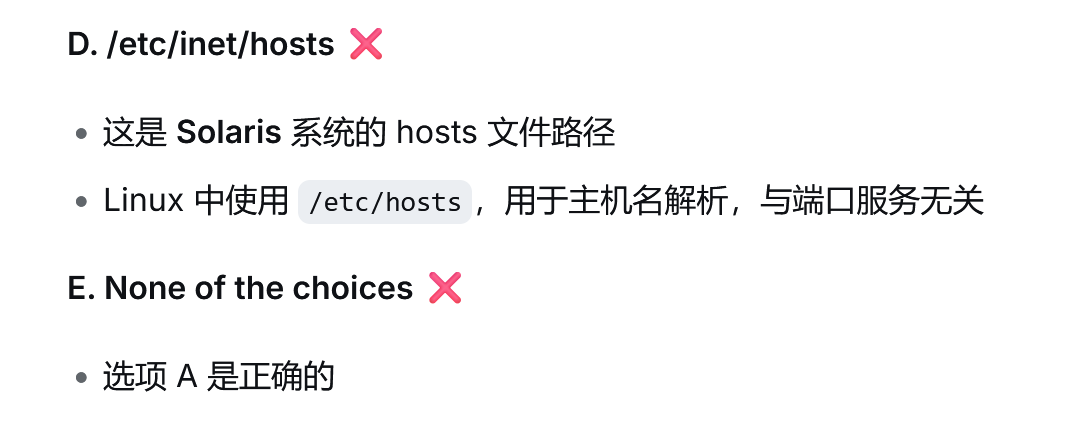 D. /etc/inet/hosts ❌
• 这是 Solaris 系统的 hosts 文件路径
• Linux 中使用 /etc/hosts，用于主机名解析，与端口服务无关
E. None of the choices ❌
• 选项 A 是正确的